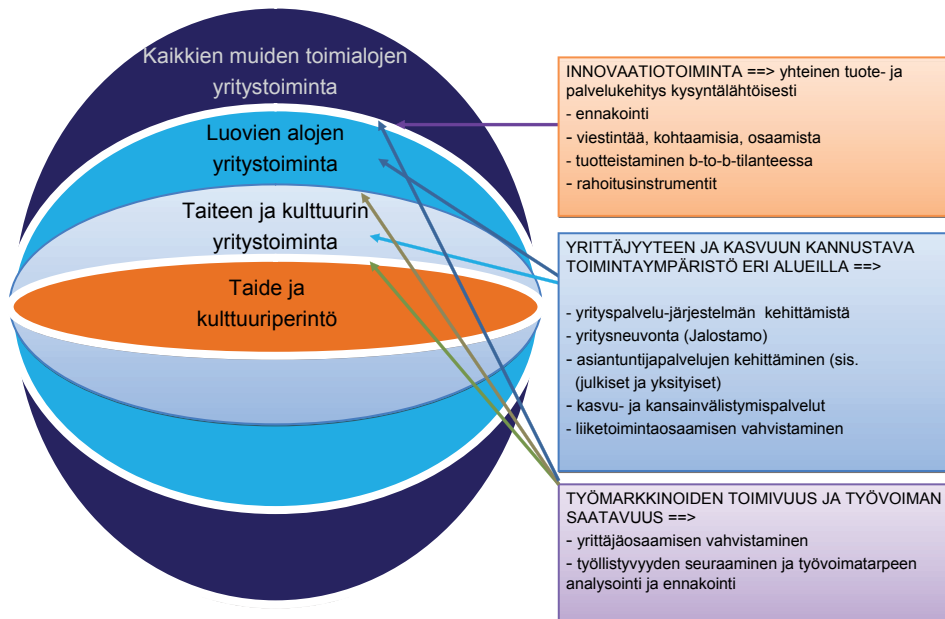 Kaikkien muiden toimialojen
yritystoiminta
Luovien alojen
yritystoiminta
Taiteen ja kulttuurin
yritystoiminta
Taide ja
kulttuuriperintö
INNOVAATIOTOIMINTA ==> yhteinen tuote- ja
palvelukehitys kysyntälähtöisesti
- ennakointi
- viestintää, kohtaamisia, osaamista
- tuotteistaminen b-to-b-tilanteessa
- rahoitusinstrumentit
YRITTÄJYYTEEN JA KASVUUN KANNUSTAVA
TOIMINTAYMPÄRISTÖ ERI ALUEILLA ==>
- yrityspalvelu-järjestelmän kehittämistä
- yritysneuvonta (Jalostamo)
- asiantuntijapalvelujen kehittäminen (sis.
(julkiset ja yksityiset)
- kasvu- ja kansainvälistymispalvelut
- liiketoimintaosaamisen vahvistaminen
TYÖMARKKINOIDEN TOIMIVUUS JA TYÖVOIMAN
SAATAVUUS ==>
- yrittäjäosaamisen vahvistaminen
- työllistyvyyden seuraaminen ja työvoimatarpeen
analysointi ja ennakointi